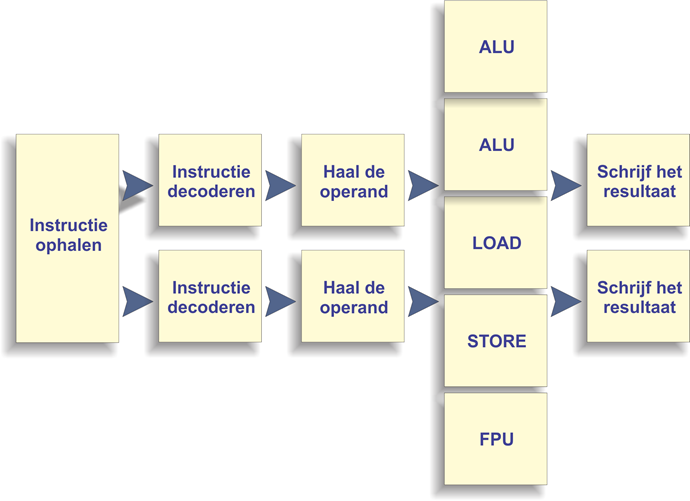 Instructie
ophalen
Instructie
decoderen
Haal de
operand
Instructie
decoderen
Haal de
operand
ALU
ALU
LOAD
STORE
FPU
Schrijf het
resultaat
Schrijf het
resultaat